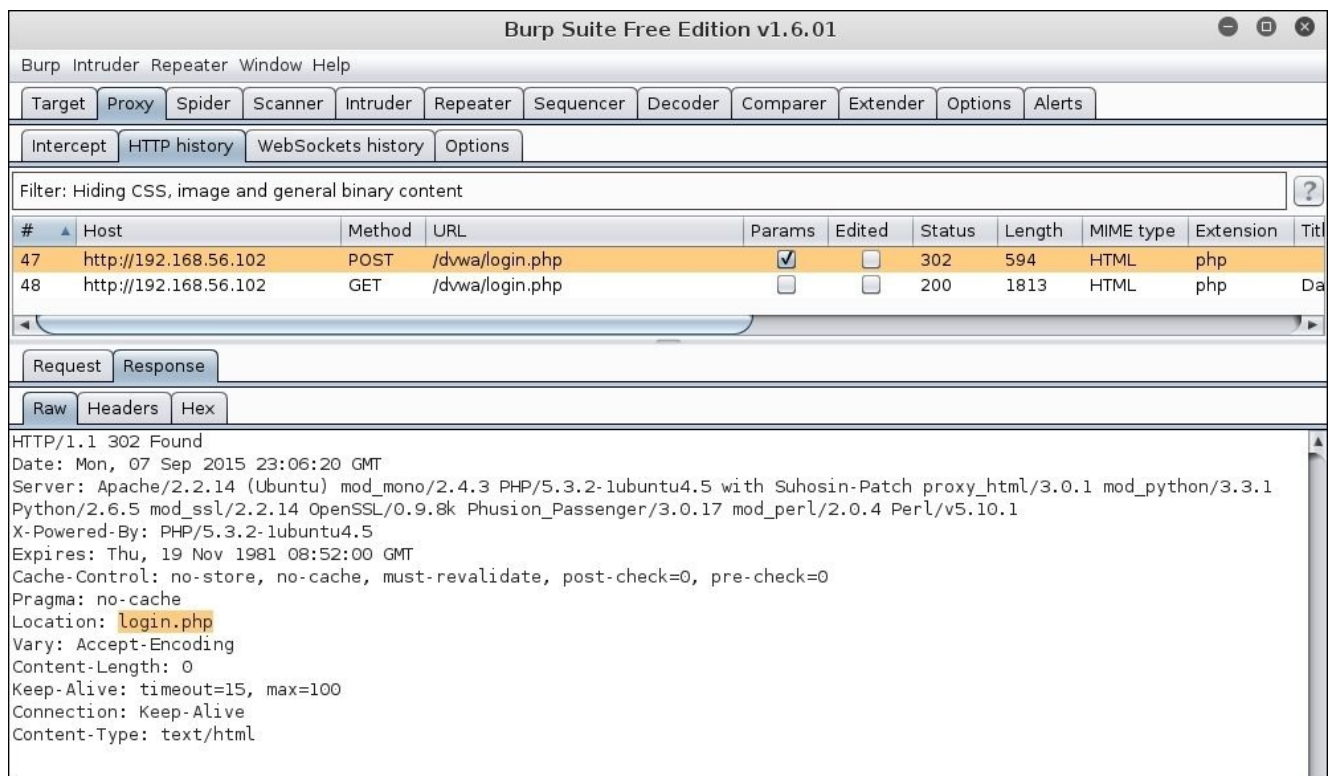 Burp Suite Free Edition v1.6.01
Burp Intruder Repeater Window Help
Target Proxy Spider Scanner Intruder Repeater Sequencer Decoder Comparer Extender Options Alerts
Intercept HTTP history WebSockets history Options
Filter: Hiding CSS, image and general binary content ?
# Host Method URL Params Edited Status Length MIME type Extension Titl
47 http://192.168.56.102 POST /dvwa/login.php 302 594 HTML php
48 http://192.168.56.102 GET /dvwa/login.php 200 1813 HTML php Da
Request Response
Raw Headers Hex
HTTP/1.1 302 Found
Date: Mon, 07 Sep 2015 23:06:20 GMT
Server: Apache/2.2.14 (Ubuntu) mod_mono/2.4.3 PHP/5.3.2-1ubuntu4.5 with Suhosin-Patch proxy_html/3.0.1 mod_python/3.3.1
Python/2.6.5 mod_ssl/2.2.14 OpenSSL/0.9.8k Phusion_Passenger/3.0.17 mod_perl/2.0.4 Perl/v5.10.1
X-Powered-By: PHP/5.3.2-1ubuntu4.5
Expires: Thu, 19 Nov 1981 08:52:00 GMT
Cache-Control: no-store, no-cache, must-revalidate, post-check=0, pre-check=0
Pragma: no-cache
Location: login.php
Vary: Accept-Encoding
Content-Length: 0
Keep-Alive: timeout=15, max=100
Connection: Keep-Alive
Content-Type: text/html